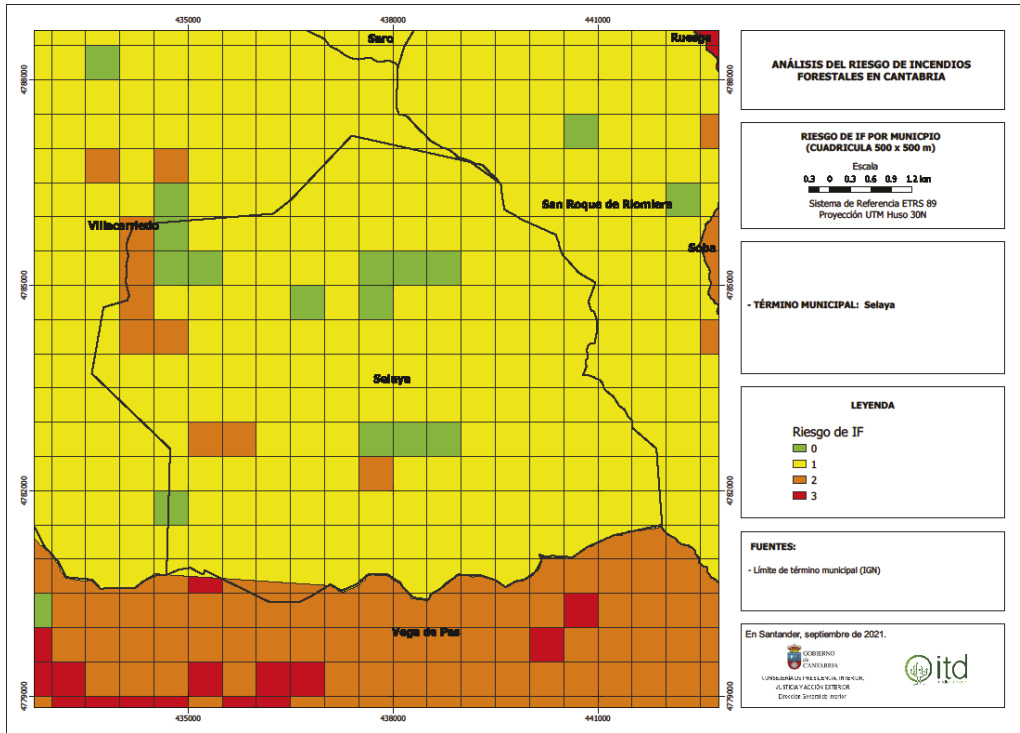 435000 438000 441000
Saro
Ruesga
4788000 4788000
San Roque de Riomiera
Villacarriedo
Soba
4785000 4785000
Selaya
4782000 4782000
Vega de Pas
4779000 4779000
435000 438000 441000
ANÁLISIS DEL RIESGO DE INCENDIOS
FORESTALES EN CANTABRIA
RIESGO DE IF POR MUNICPIO
(CUADRICULA 500 x 500 m)
Escala
0.3 0 0.3 0.6 0.9 1.2 km
Sistema de Referencia ETRS 89
Proyección UTM Huso 30N
- TÉRMINO MUNICIPAL: Selaya
LEYENDA
Riesgo de IF
0
1
2
3
FUENTES:
- Límite de término municipal (IGN)
En Santander, septiembre de 2021.
GOBIERNO
de
CANTABRIA
CONSEJERÍA DE PRESIDENCIA, INTERIOR,
JUSTICIA Y ACCIÓN EXTERIOR
Dirección General de Interior
itd